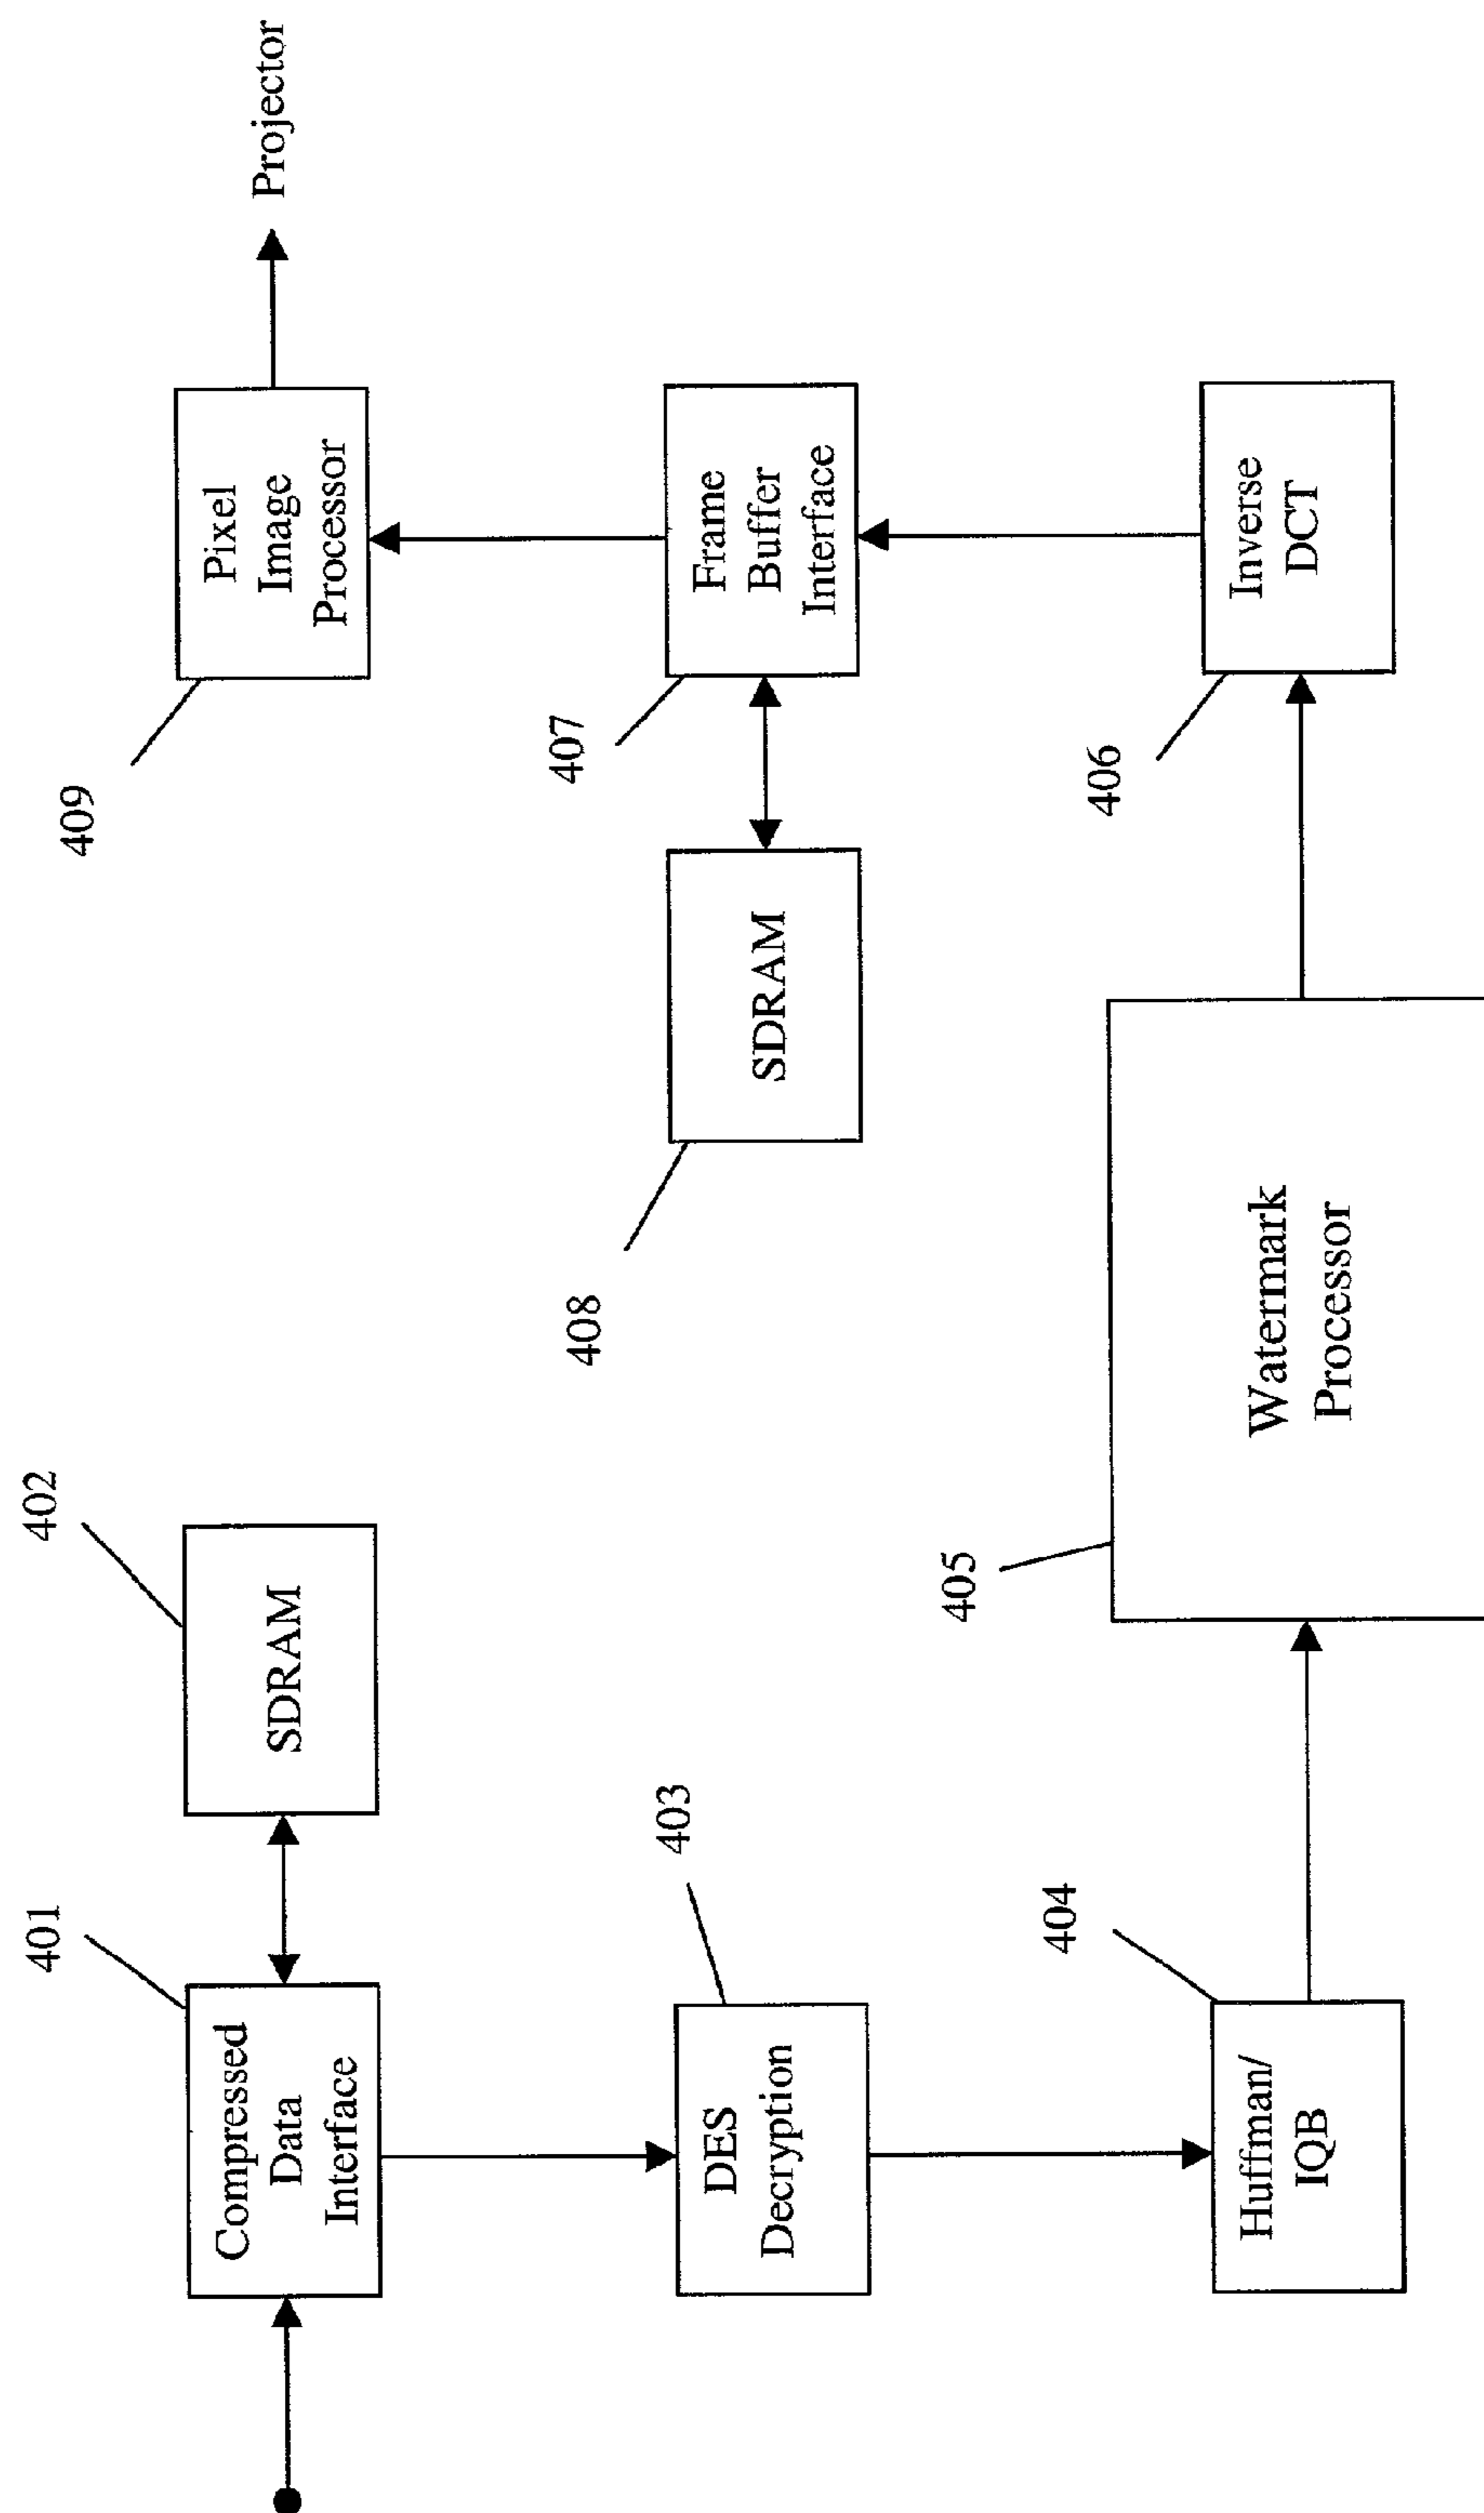 401
402
Compressed
Data
Interface
SDRAM
403
DES
Decryption
404
Huffman/
IQB
405
Watermark
Processor
406
Inverse
DCT
407
Frame
Buffer
Interface
408
SDRAM
409
Pixel
Image
Processor
Projector